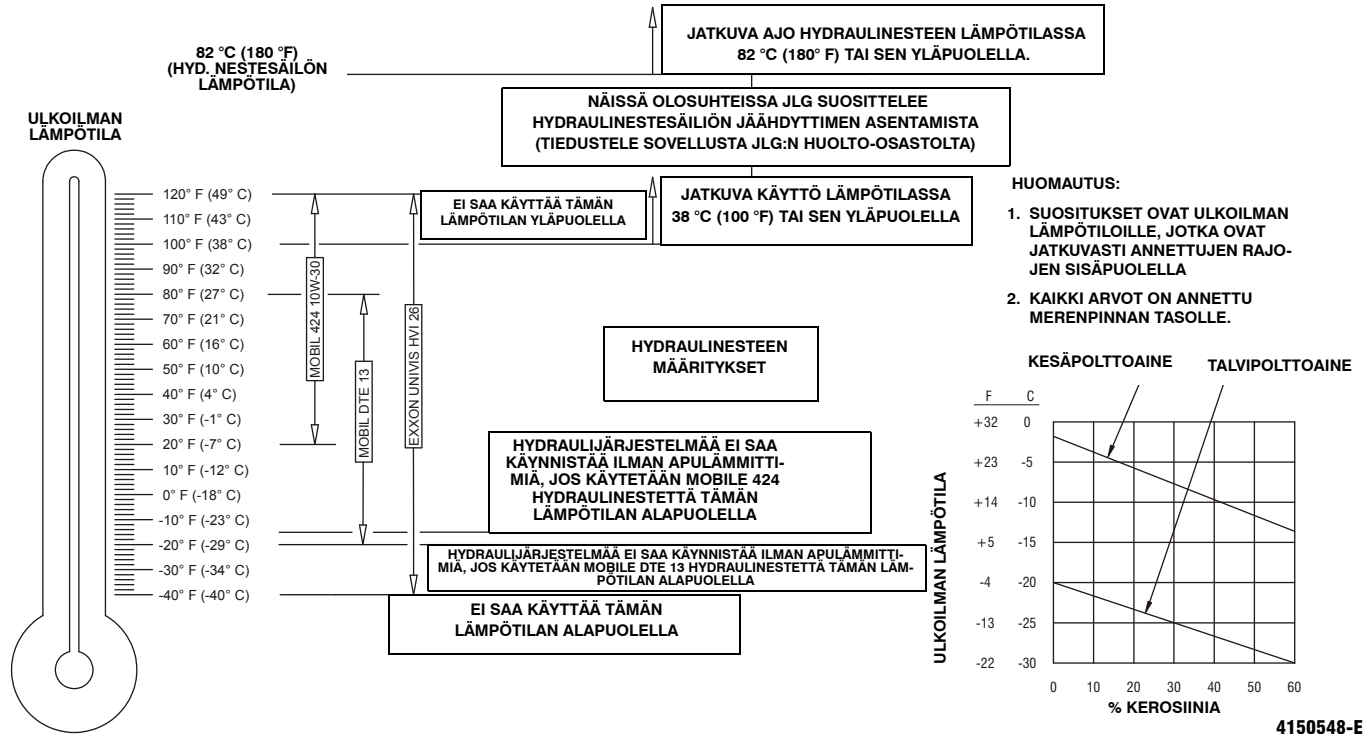 82 °C (180 °F)
(HYD. NESTESÄILÖN
LÄMPÖTILA)
JATKUVA AJO HYDRAULINESTEEN LÄMPÖTILASSA
82 °C (180° F) TAI SEN YLÄPUOLELLA.
NÄISSÄ OLOSUHTEISSA JLG SUOSITTELEE
HYDRAULINESTESÄILIÖN JÄÄHDYTTIMEN ASENTAMISTA
(TIEDUSTELE SOVELLUSTA JLG:N HUOLTO-OSASTOLTA)
ULKOILMAN
LÄMPÖTILA
120° F (49° C)
110° F (43° C)
100° F (38° C)
90° F (32° C)
80° F (27° C)
70° F (21° C)
60° F (16° C)
50° F (10° C)
40° F (4° C)
30° F (-1° C)
20° F (-7° C)
10° F (-12° C)
0° F (-18° C)
-10° F (-23° C)
-20° F (-29° C)
-30° F (-34° C)
-40° F (-40° C)
MOBIL 424 10W-30
MOBIL DTE 13
EXXON UNIVIS HVI 26
EI SAA KÄYTTÄÄ TÄMÄN
LÄMPÖTILAN YLÄPUOLELLA
JATKUVA KÄYTTÖ LÄMPÖTILASSA
38 °C (100 °F) TAI SEN YLÄPUOLELLA
HYDRAULINESTEEN
MÄÄRITYKSET
HYDRAULIJÄRJESTELMÄÄ EI SAA
KÄYNNISTÄÄ ILMAN APULÄMMITTI-
MIÄ, JOS KÄYTETÄÄN MOBILE 424
HYDRAULINESTETTÄ TÄMÄN
LÄMPÖTILAN ALAPUOLELLA
HYDRAULIJÄRJESTELMÄÄ EI SAA KÄYNNISTÄÄ ILMAN APULÄMMITTI-
MIÄ, JOS KÄYTETÄÄN MOBILE DTE 13 HYDRAULINESTETTÄ TÄMÄN LÄM-
PÖTILAN ALAPUOLELLA
EI SAA KÄYTTÄÄ TÄMÄN
LÄMPÖTILAN ALAPUOLELLA
HUOMAUTUS:
1. SUOSITUKSET OVAT ULKOILMAN
LÄMPÖTILOILLE, JOTKA OVAT
JATKUVASTI ANNETTUJEN RAJO-
JEN SISÄPUOLELLA
2. KAIKKI ARVOT ON ANNETTU
MERENPINNAN TASOLLE.
KESÄPOLTTOAINE
TALVIPOLTTOAINE
F C
+32 0
+23 -5
+14 -10
+5 -15
-4 -20
-13 -25
-22 -30
ULKOILMAN LÄMPÖTILA
0 10 20 30 40 50 60
% KEROSIINIA
4150548-E